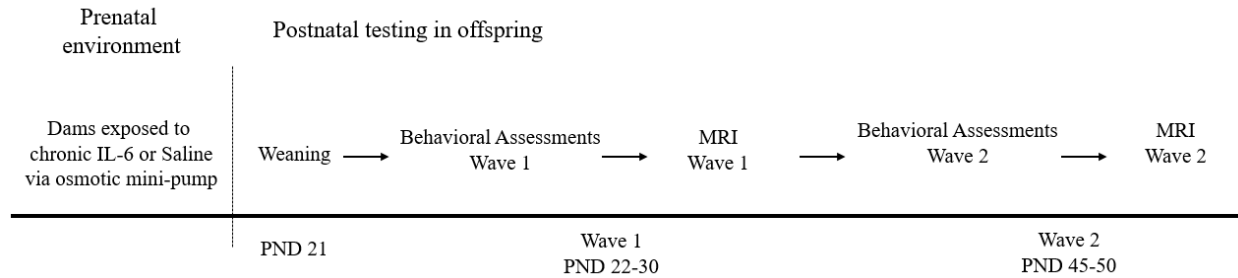 Prenatal
environment
Postnatal testing in offspring
Dams exposed to
chronic IL-6 or Saline
via osmotic mini-pump
Weaning
Behavioral Assessments
Wave 1
MRI
Wave 1
Behavioral Assessments
Wave 2
MRI
Wave 2
PND 21
Wave 1
PND 22-30
Wave 2
PND 45-50